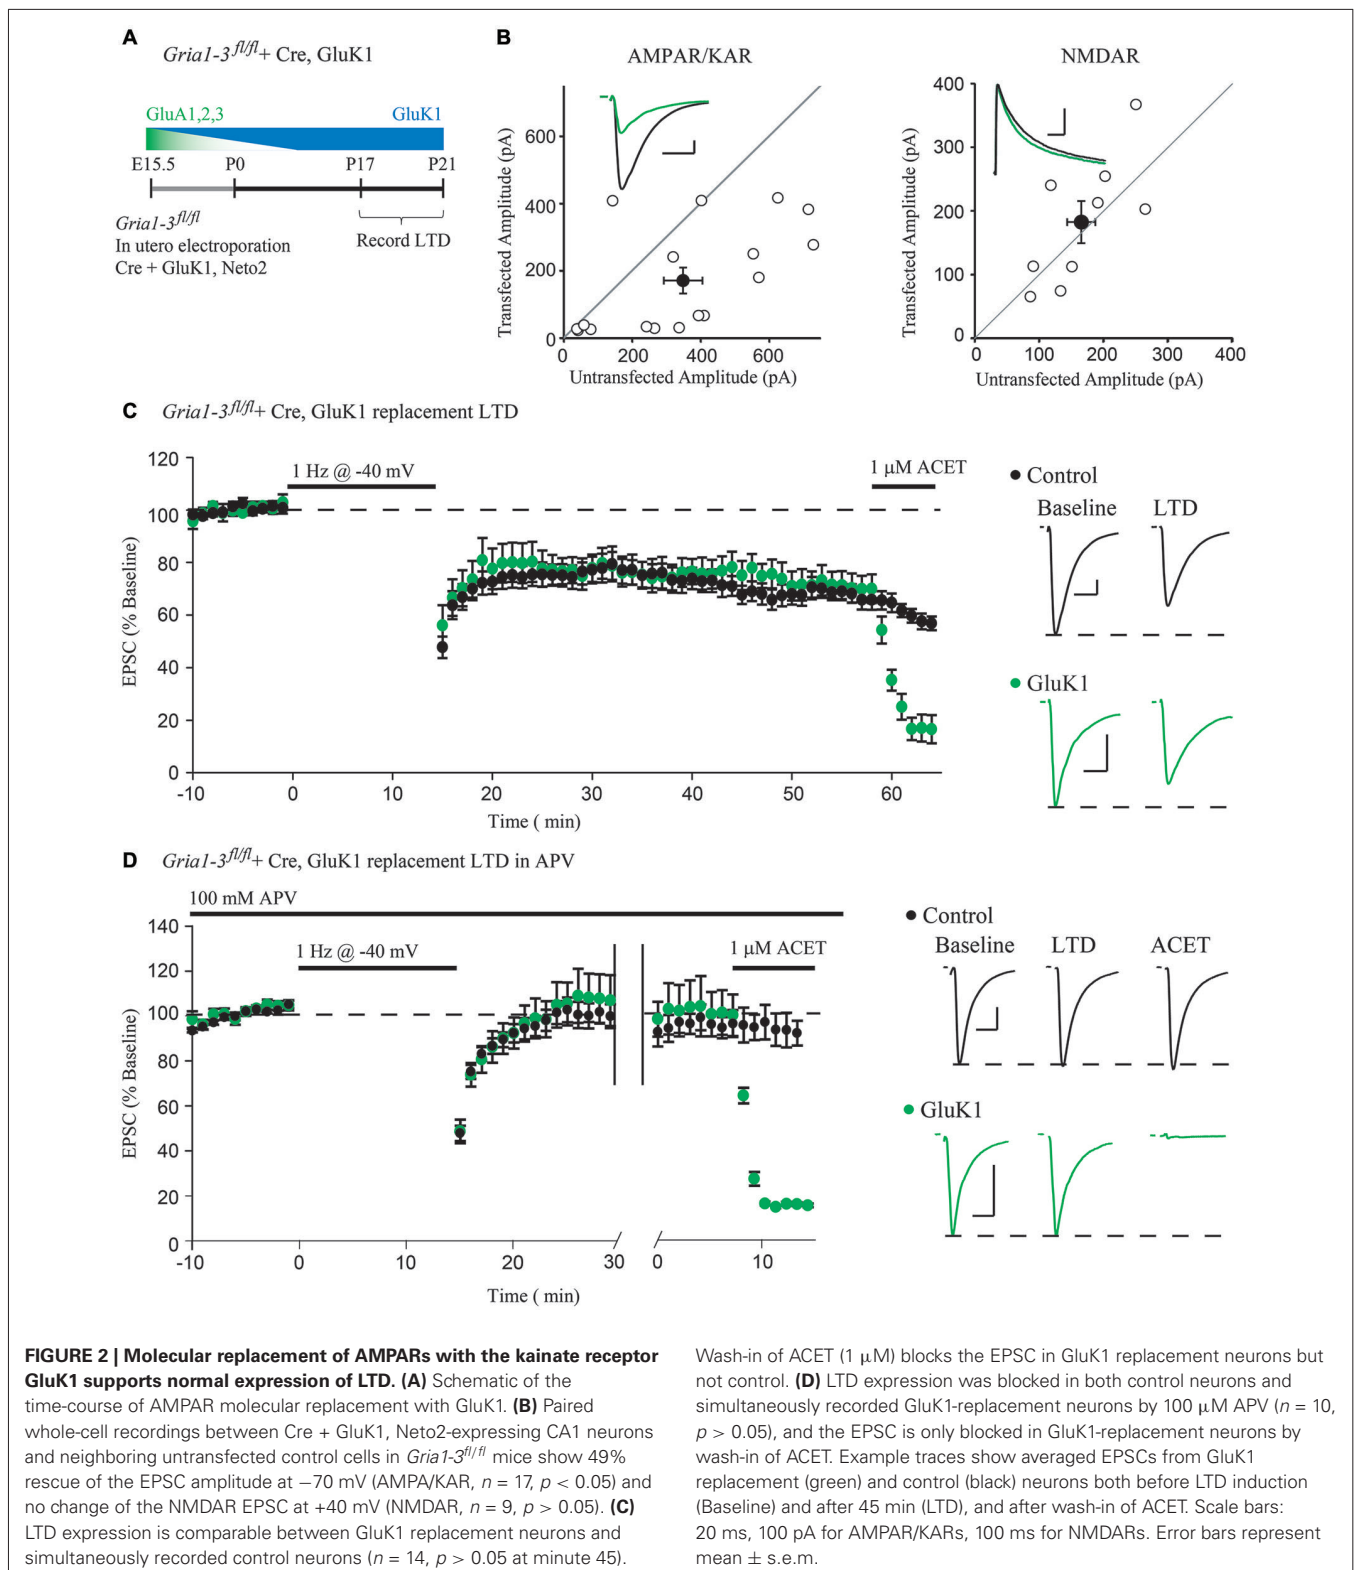 A
Gria1-3fl/fl+ Cre, GluK1
GluA1,2,3 GluK1
E15.5 P0 P17 P21
Gria1-3fl/fl
In utero electroporation
Cre + GluK1, Neto2
Record LTD
B
AMPAR/KAR
Transfected Amplitude (pA)
600
400
200
0
0 200 400 600
Untransfected Amplitude (pA)
NMDAR
Transfected Amplitude (pA)
400
300
200
100
0
0 100 200 300 400
Untransfected Amplitude (pA)
C Gria1-3fl/fl+ Cre, GluK1 replacement LTD
EPSC (% Baseline)
120
100
80
60
40
20
0
1 Hz @ -40 mV
1 μM ACET
-10 0 10 20 30 40 50 60
Time ( min)
Control
Baseline LTD
GluK1
D Gria1-3fl/fl+ Cre, GluK1 replacement LTD in APV
100 mM APV
EPSC (% Baseline)
140
120
100
80
60
40
20
0
1 Hz @ -40 mV
1 μM ACET
-10 0 10 20 30 0 10
Time ( min)
Control
Baseline LTD ACET
GluK1
FIGURE 2 | Molecular replacement of AMPARs with the kainate receptor
GluK1 supports normal expression of LTD. (A) Schematic of the
time-course of AMPAR molecular replacement with GluK1. (B) Paired
whole-cell recordings between Cre + GluK1, Neto2-expressing CA1 neurons
and neighboring untransfected control cells in Gria1-3fl/fl mice show 49%
rescue of the EPSC amplitude at −70 mV (AMPA/KAR, n = 17, p < 0.05) and
no change of the NMDAR EPSC at +40 mV (NMDAR, n = 9, p > 0.05). (C)
LTD expression is comparable between GluK1 replacement neurons and
simultaneously recorded control neurons (n = 14, p > 0.05 at minute 45).
Wash-in of ACET (1 μM) blocks the EPSC in GluK1 replacement neurons but
not control. (D) LTD expression was blocked in both control neurons and
simultaneously recorded GluK1-replacement neurons by 100 μM APV (n = 10,
p > 0.05), and the EPSC is only blocked in GluK1-replacement neurons by
wash-in of ACET. Example traces show averaged EPSCs from GluK1
replacement (green) and control (black) neurons both before LTD induction
(Baseline) and after 45 min (LTD), and after wash-in of ACET. Scale bars:
20 ms, 100 pA for AMPAR/KARs, 100 ms for NMDARs. Error bars represent
mean ± s.e.m.